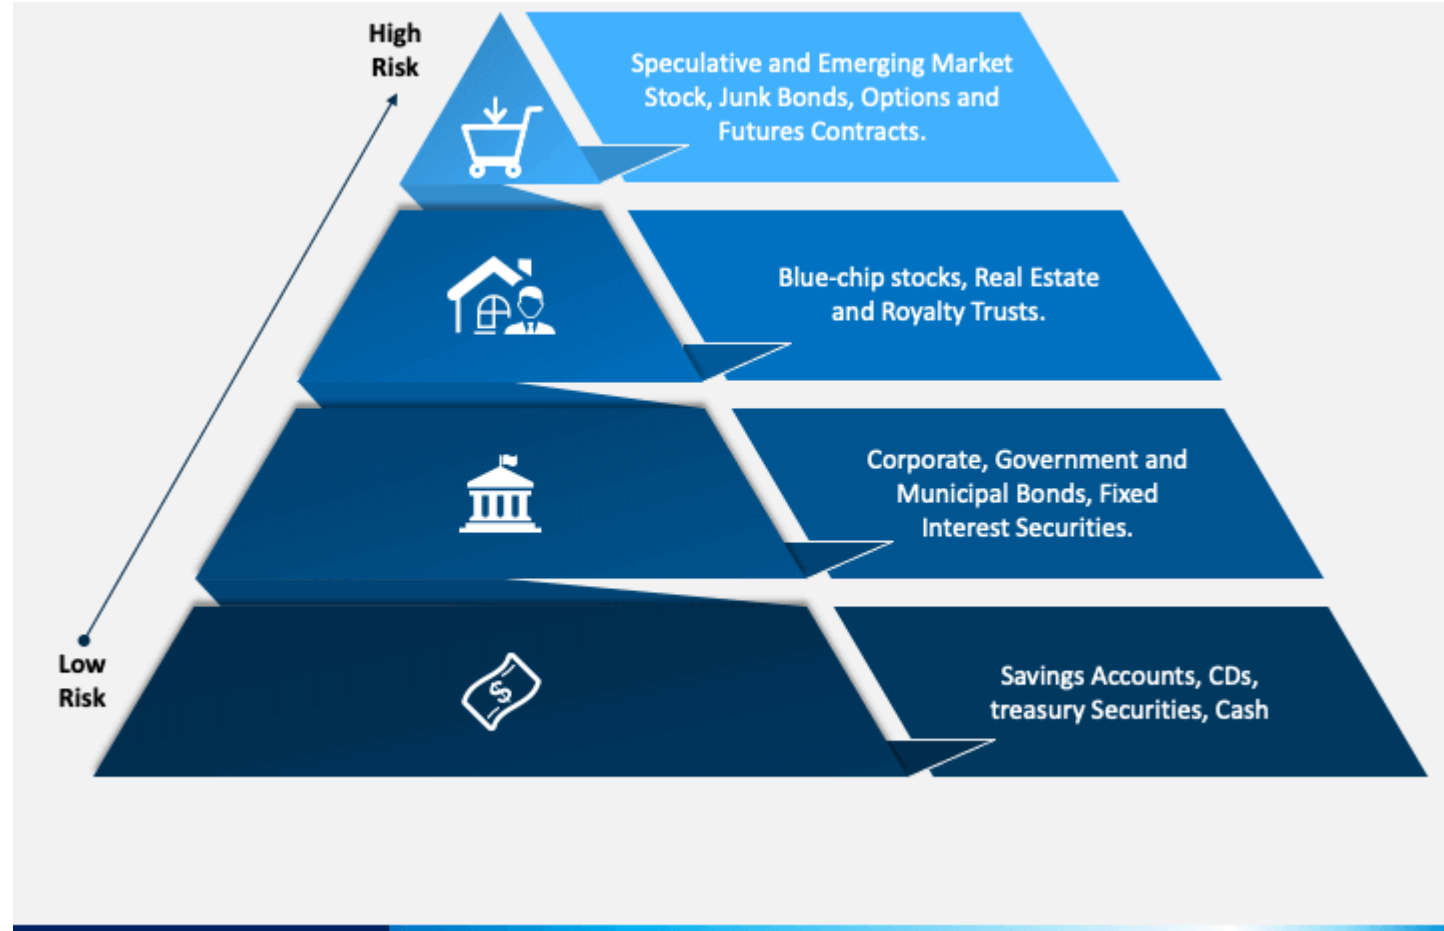 High
Risk
Speculative and Emerging Market
Stock, Junk Bonds, Options and
Futures Contracts.
Blue-chip stocks, Real Estate
and Royalty Trusts.
Corporate, Government and
Municipal Bonds, Fixed
Interest Securities.
Low
Risk
Savings Accounts, CDs,
treasury Securities, Cash
$